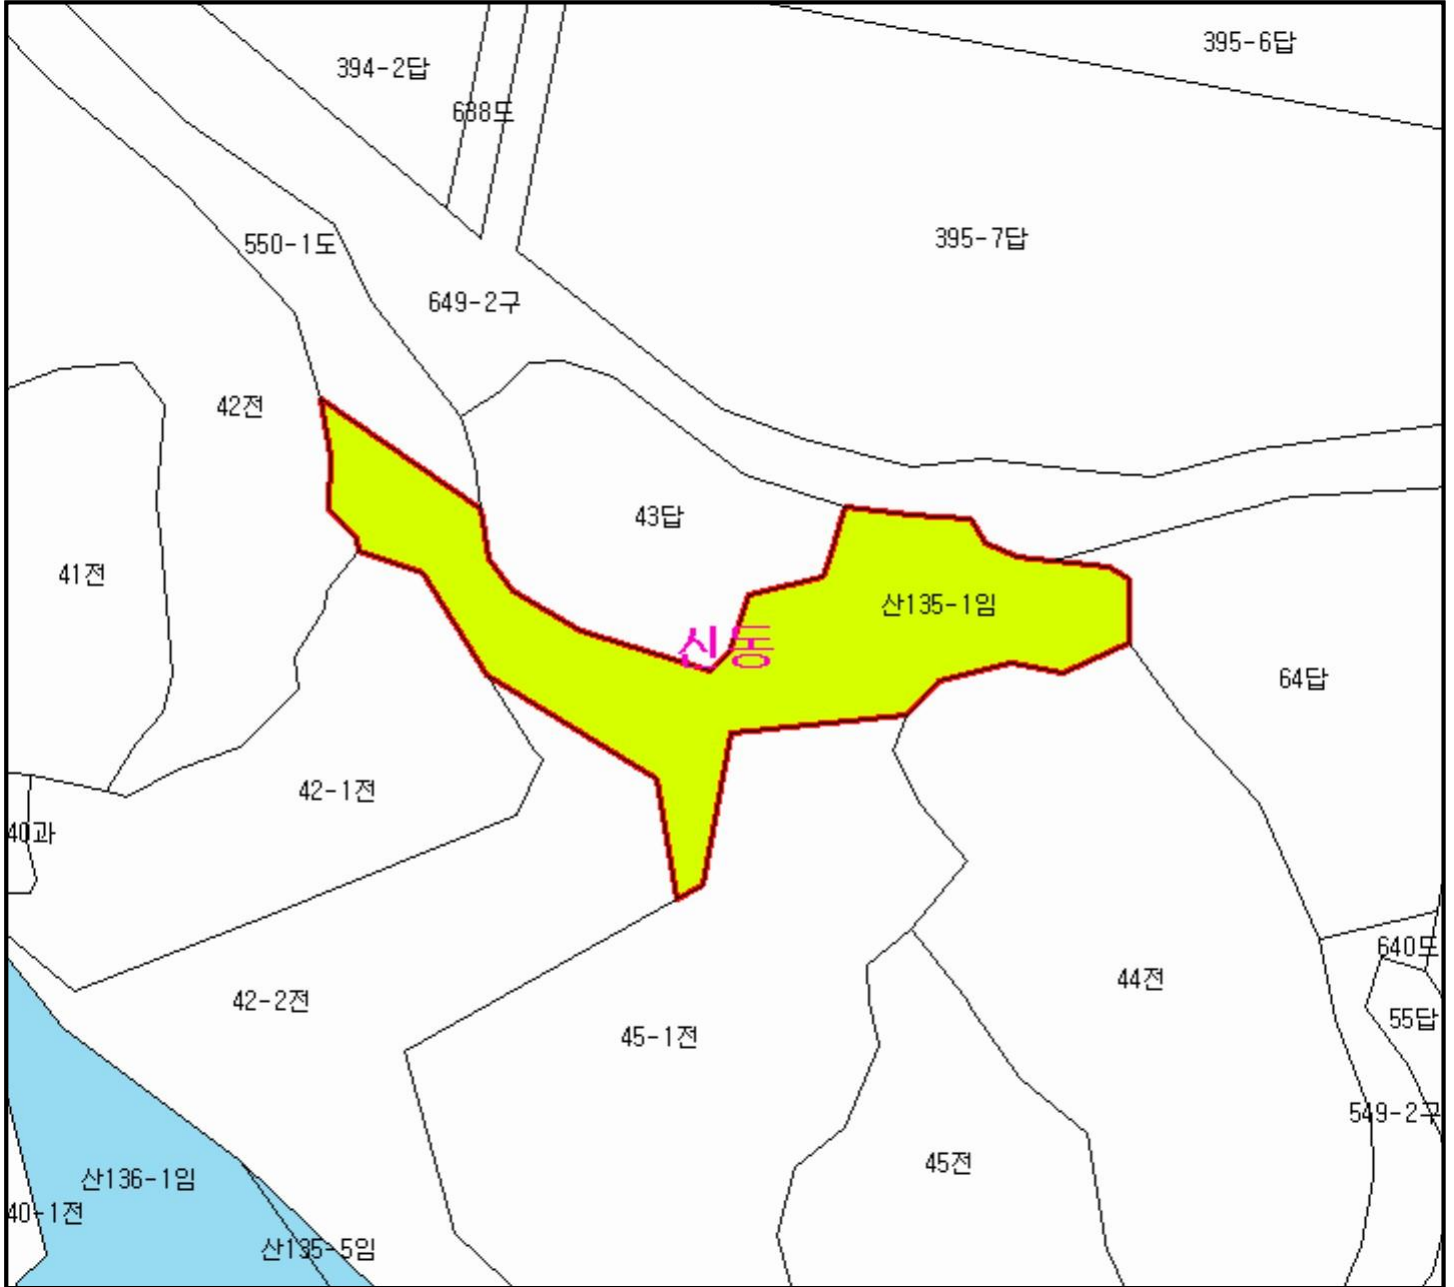 395-6답
394-2답
688도
395-7답
550-1도
649-2구
42전
43답
41전
산135-1임
신동
64답
42-1전
40과
640도
44전
42-2전
55답
45-1전
549-2구
45전
산136-1임
40-1전
산135-5임